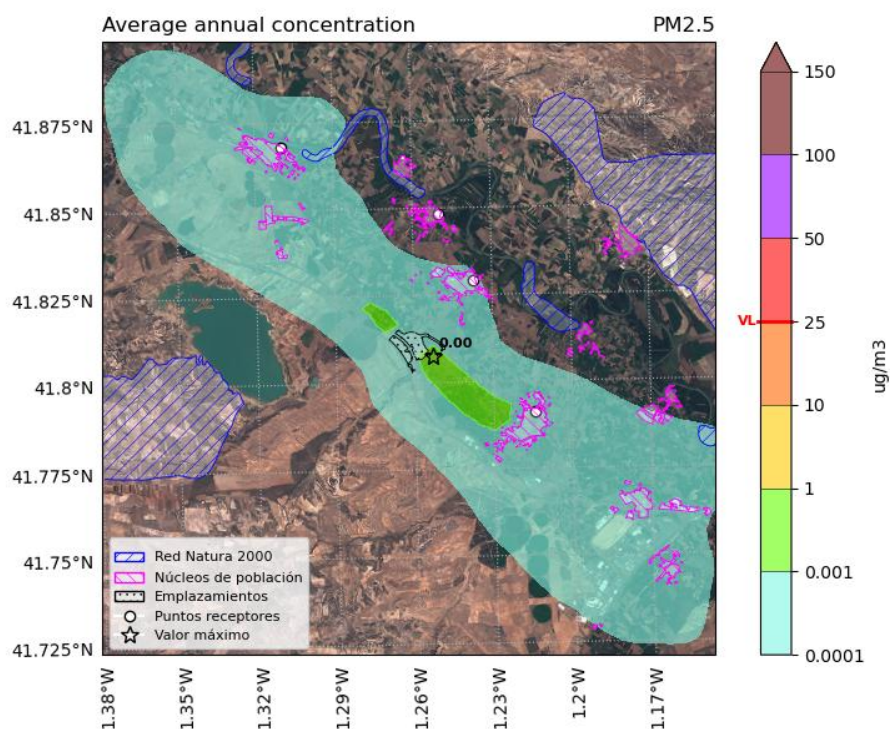 Average annual concentration PM2.5
41.875°N
41.85°N
41.825°N
41.8°N
41.775°N
41.75°N
41.725°N
0.00
Red Natura 2000
Núcleos de población
Emplazamientos
Puntos receptores
Valor máximo
1.38°W
1.35°W
1.32°W
1.29°W
1.26°W
1.23°W
1.2°W
1.17°W
150
100
50
VL 25
10
1
0.001
0.0001
ug/m3